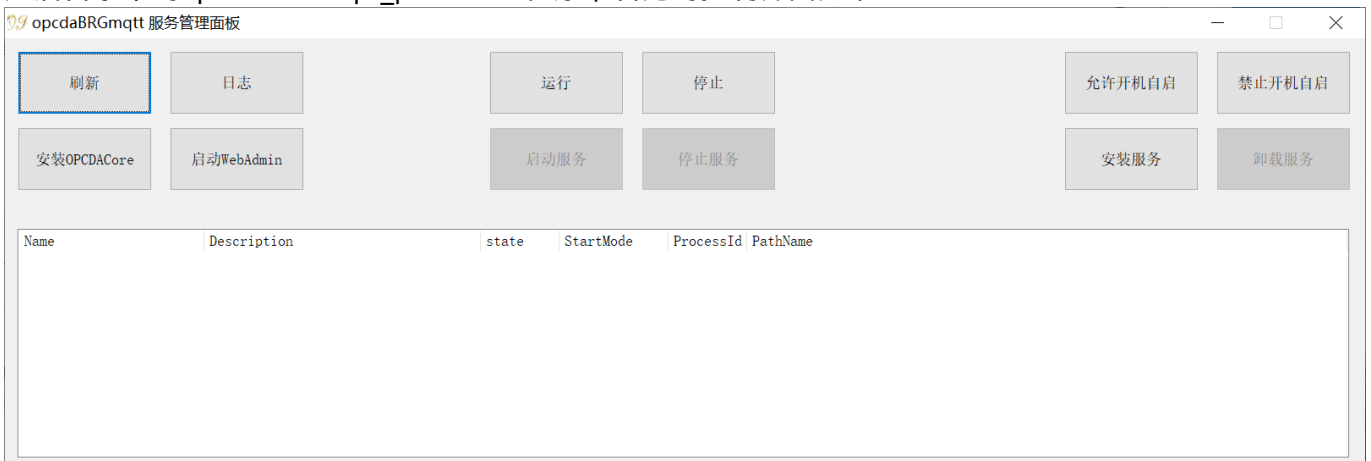 opcdaBRGmqtt 服务管理面板
刷新 日志 运行 停止 允许开机自启 禁止开机自启
安装OPCDACore 启动WebAdmin 启动服务 停止服务 安装服务 卸载服务
Name Description state StartMode ProcessId PathName